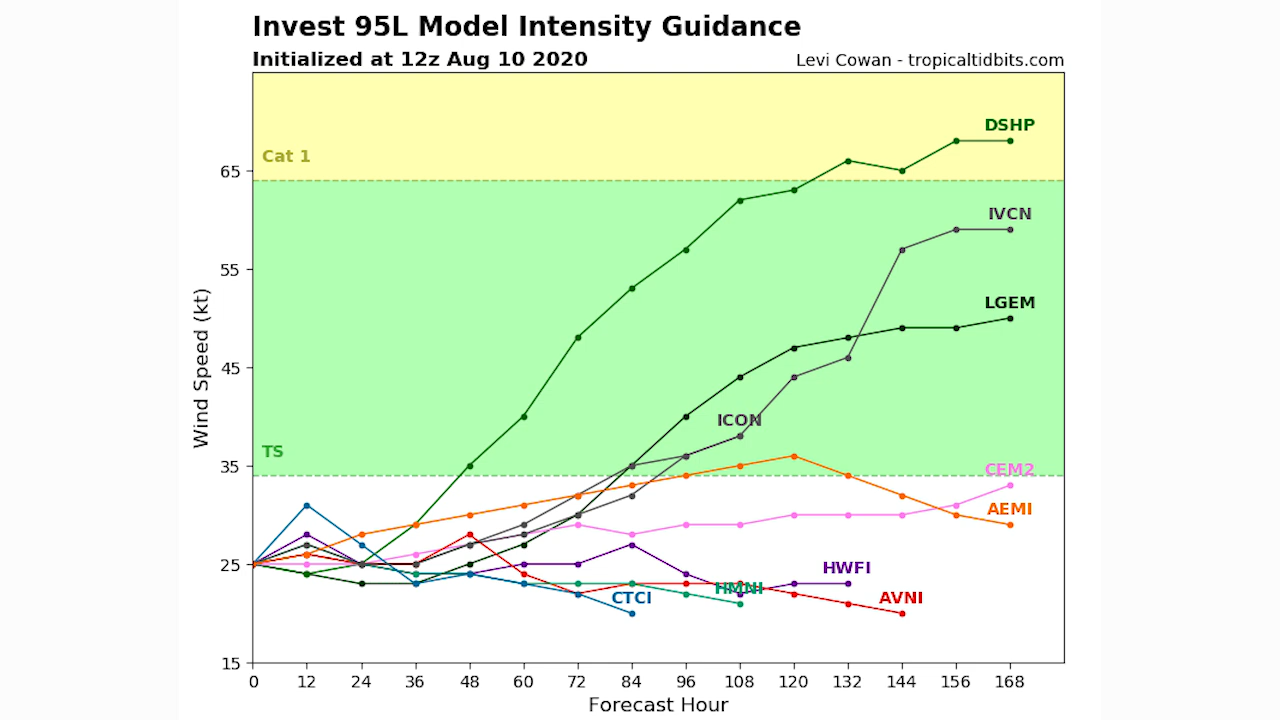 Invest 95L Model Intensity Guidance
Initialized at 12z Aug 10 2020
Levi Cowan - tropicaltidbits.com
DSHP
Cat 1
65
IVCN
55
Wind Speed (kt)
LGEM
45
ICON
TS
35
CEM2
AEMI
25
HWFI
HMNI
CTCI
AVNI
15
0 12 24 36 48 60 72 84 96 108 120 132 144 156 168
Forecast Hour